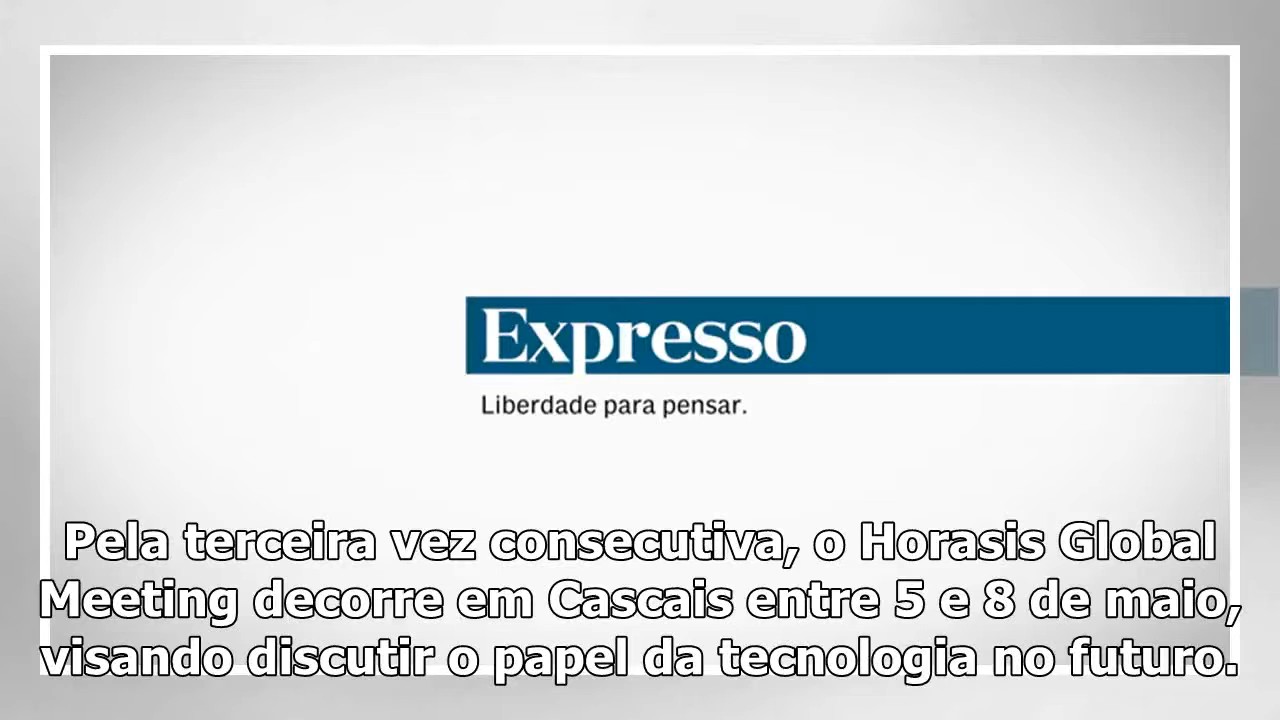 Expresso
Liberdade para pensar.
Pela terceira vez consecutiva, o Horasis Global
Meeting decorre em Cascais entre 5 e 8 de maio,
visando discutir o papel da tecnologia no futuro.